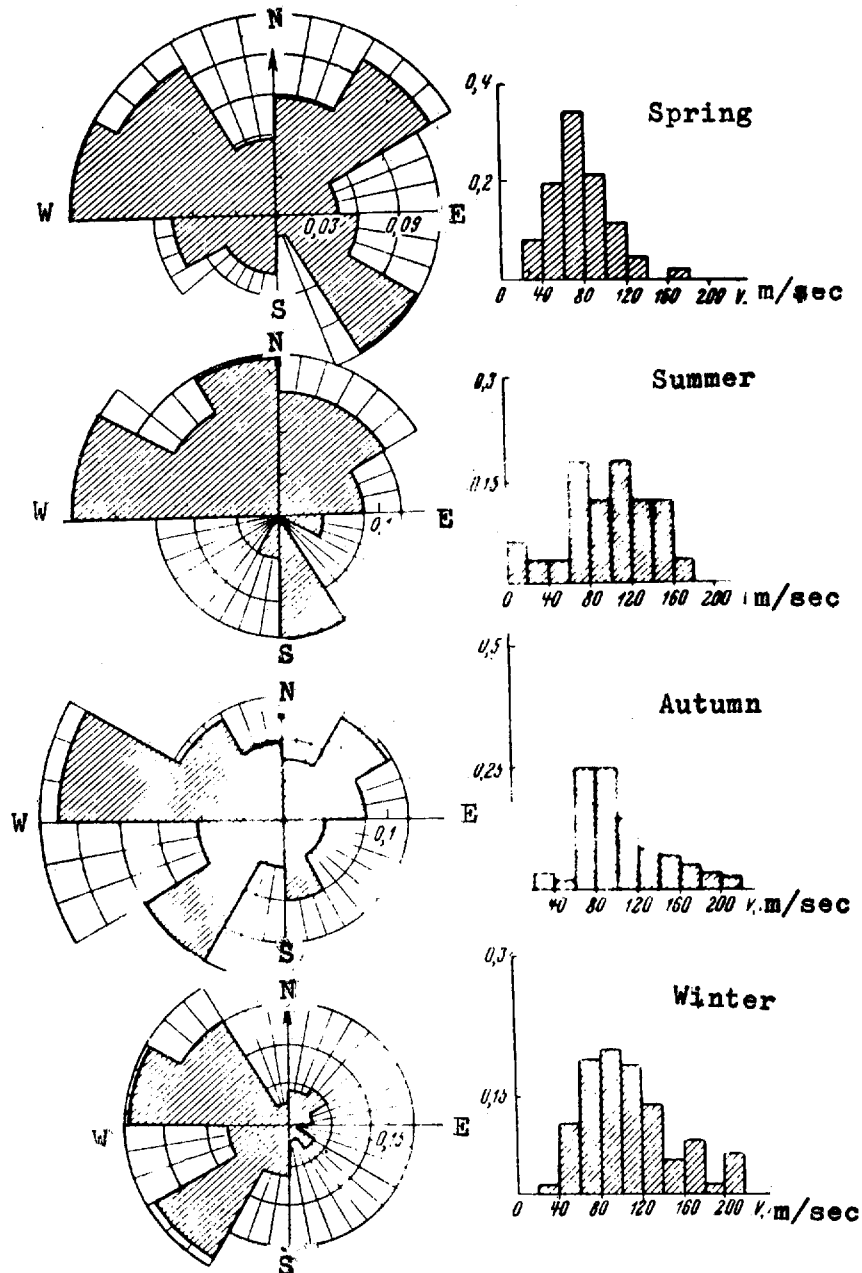 N
0,4
Spring
0,2
W
0,03
0,09
E
S
40 80 120 160 200 V. m/sec
N
0,3
Summer
0,15
W
0,1
E
S
0 40 80 120 160 200 m/sec
0,5
N
Autumn
0,25
W
0,1
E
S
40 80 120 160 200 V. m/sec
0,3
N
Winter
0,15
W
0,15
E
S
0 40 80 120 160 200 V. m/sec